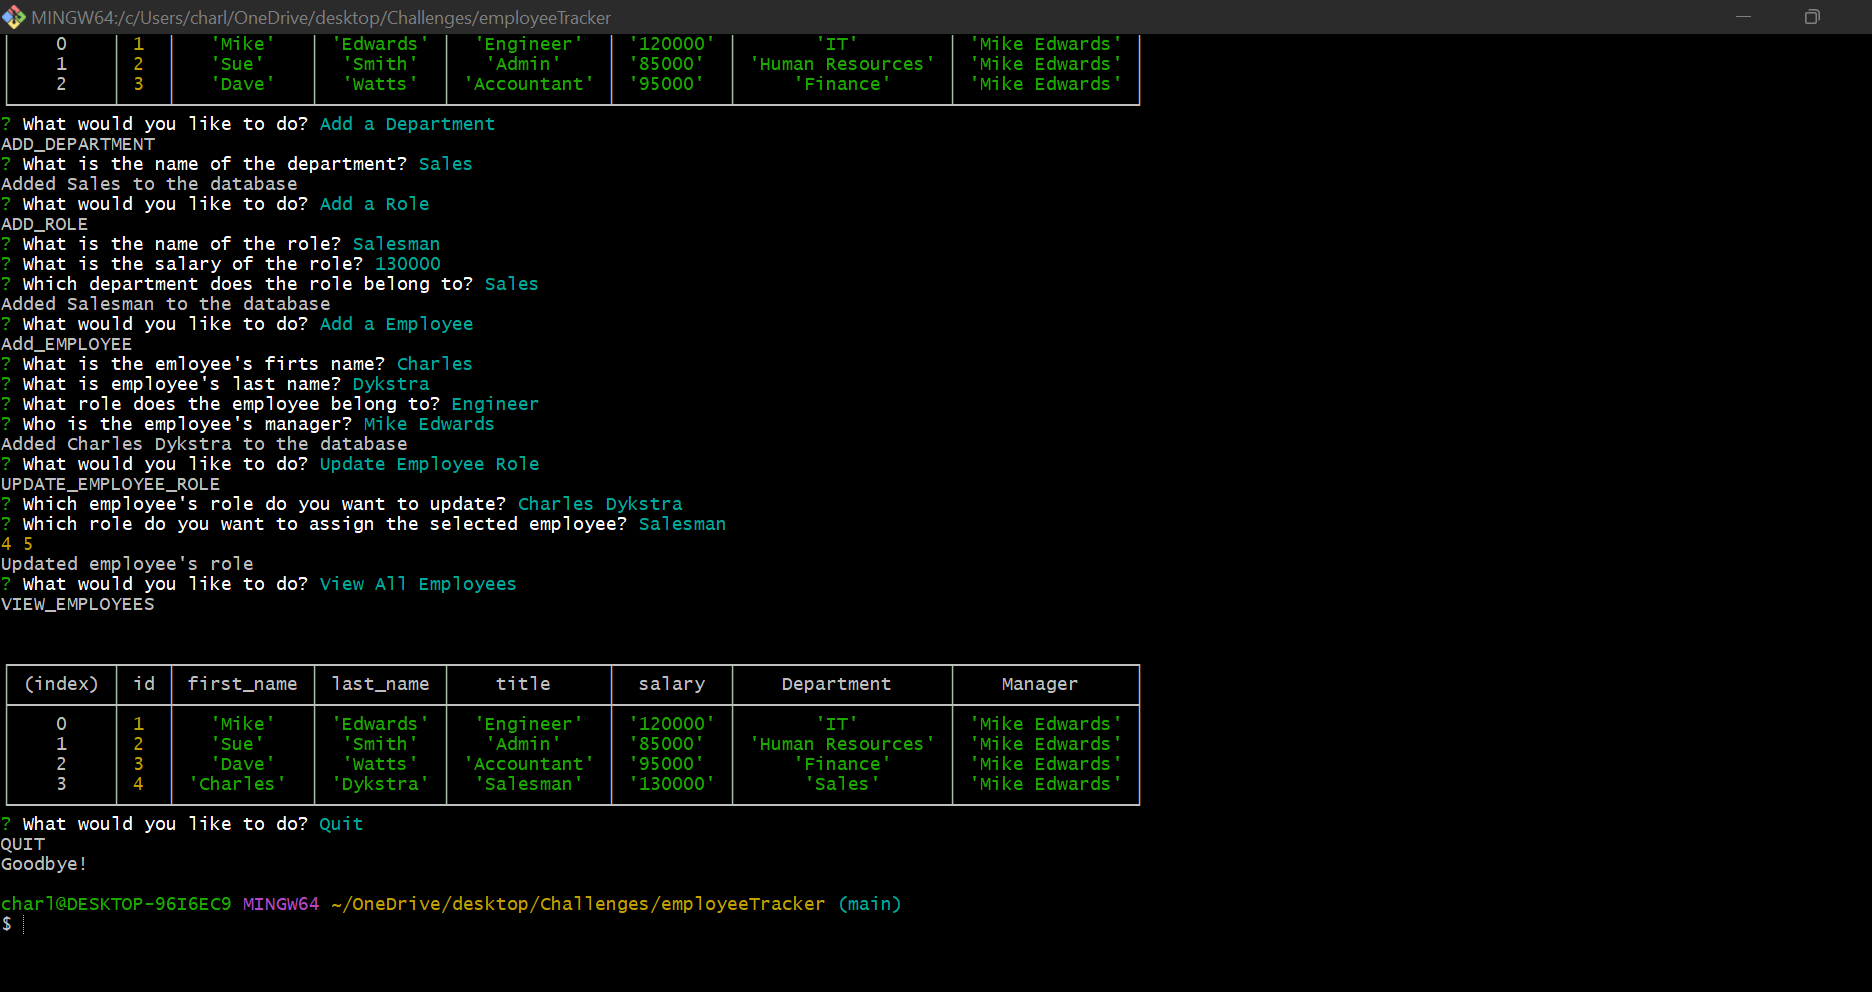 MINGW64:/c/Users/charl/OneDrive/desktop/Challenges/employeeTracker
0 1 'Mike' 'Edwards' 'Engineer' '120000' 'IT' 'Mike Edwards'
1 2 'Sue' 'Smith' 'Admin' '85000' 'Human Resources' 'Mike Edwards'
2 3 'Dave' 'Watts' 'Accountant' '95000' 'Finance' 'Mike Edwards'
? What would you like to do? Add a Department
ADD_DEPARTMENT
? What is the name of the department? Sales
Added Sales to the database
? What would you like to do? Add a Role
ADD_ROLE
? What is the name of the role? Salesman
? What is the salary of the role? 130000
? Which department does the role belong to? Sales
Added Salesman to the database
? What would you like to do? Add a Employee
Add_EMPLOYEE
? What is the emloyee's firts name? Charles
? What is employee's last name? Dykstra
? What role does the employee belong to? Engineer
? Who is the employee's manager? Mike Edwards
Added Charles Dykstra to the database
? What would you like to do? Update Employee Role
UPDATE_EMPLOYEE_ROLE
? Which employee's role do you want to update? Charles Dykstra
? Which role do you want to assign the selected employee? Salesman
4 5
Updated employee's role
? What would you like to do? View All Employees
VIEW_EMPLOYEES
(index) id first_name last_name title salary Department Manager
0 1 'Mike' 'Edwards' 'Engineer' '120000' 'IT' 'Mike Edwards'
1 2 'Sue' 'Smith' 'Admin' '85000' 'Human Resources' 'Mike Edwards'
2 3 'Dave' 'Watts' 'Accountant' '95000' 'Finance' 'Mike Edwards'
3 4 'Charles' 'Dykstra' 'Salesman' '130000' 'Sales' 'Mike Edwards'
? What would you like to do? Quit
QUIT
Goodbye!
charl@DESKTOP-96I6EC9 MINGW64 ~/OneDrive/desktop/Challenges/employeeTracker (main)
$